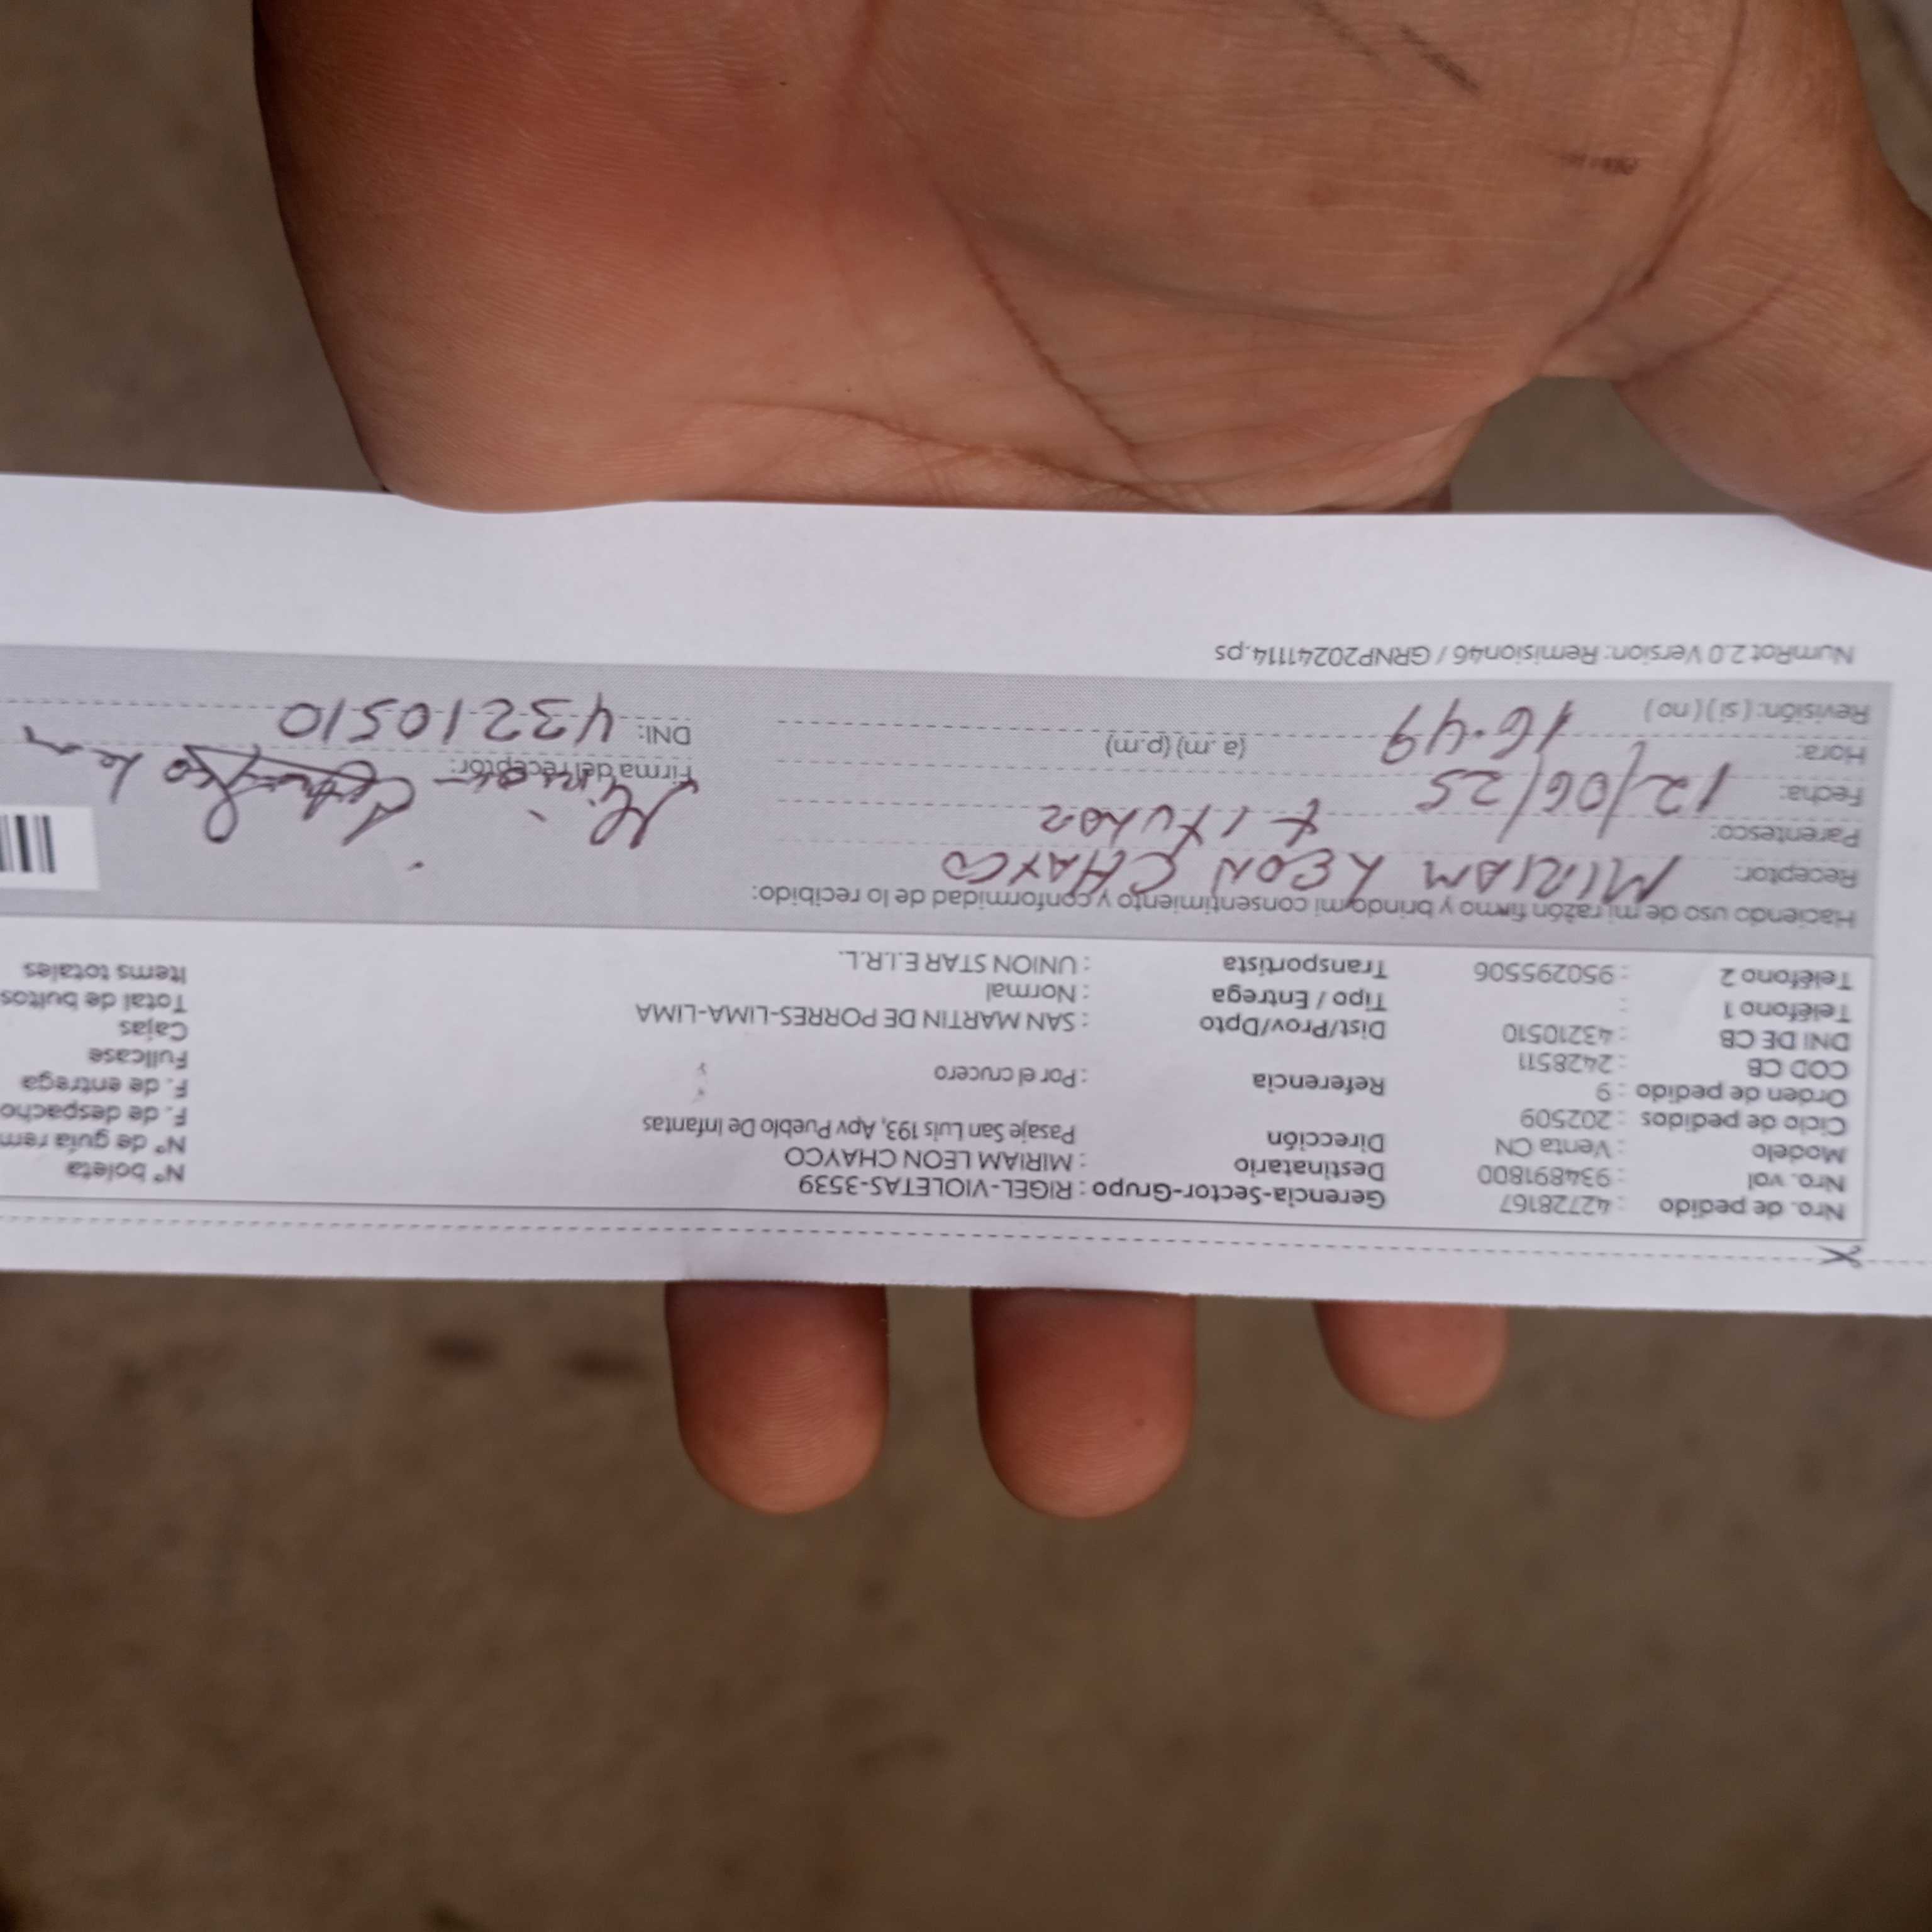 Nro. de pedido : 42728167 Gerencia-Sector-Grupo : RIGEL-VIOLETAS-3539 N° boleta
Nro. vol : 934891800 Destinatario : MIRIAM LEON CHAYCO N° de guía rem
Modelo : Venta CN Dirección Pasaje San Luis 193, Apv Pueblo De Infantas F. de despacho
Ciclo de pedidos : 202509 F. de entrega
Orden de pedido : 9 Referencia : Por el crucero Fullcase
COD CB : 2428511 Cajas
DNI DE CB : 43210510 Dist/Prov/Dpto : SAN MARTIN DE PORRES-LIMA-LIMA Total de bultos
Teléfono 1 : Tipo / Entrega : Normal Items totales
Teléfono 2 : 950295506 Transportista : UNION STAR E.I.R.L.
Haciendo uso de mi razón firmo y brindo mi consentimiento y conformidad de lo recibido:
Receptor: MIRIAM LEON CHAYCO
Parentesco: titular
Fecha: 12/06/25 Firma del receptor: Miriam
Hora: 16:49 (a.m) (p.m) DNI: 43210510
Revisión: (si) (no)
NumRot 2.0 Version: Remision46 / GRNP20241114.ps